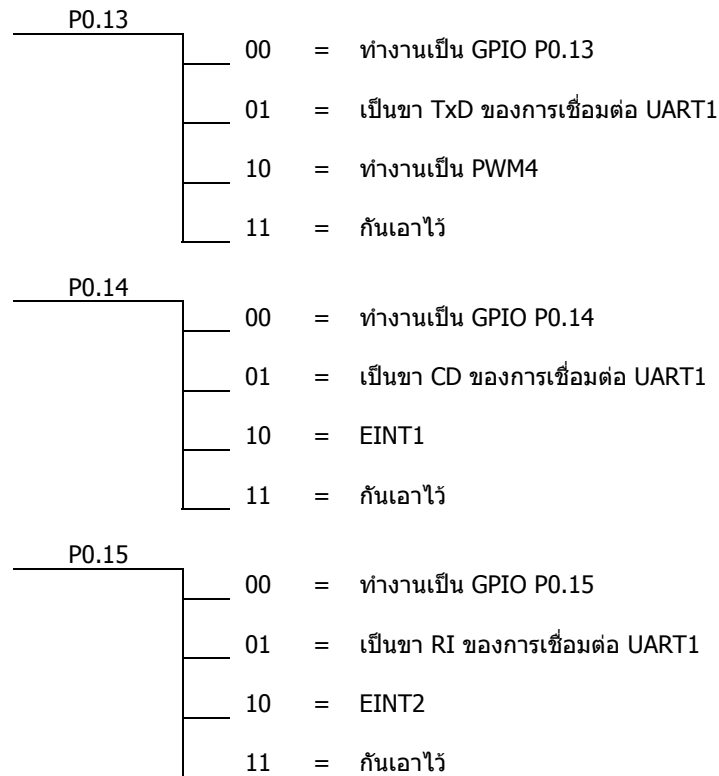 P0.13
00 = ทำงานเป็น GPIO P0.13
01 = เป็นขา TxD ของการเชื่อมต่อ UART1
10 = ทำงานเป็น PWM4
11 = กันเอาไว้
P0.14
00 = ทำงานเป็น GPIO P0.14
01 = เป็นขา CD ของการเชื่อมต่อ UART1
10 = EINT1
11 = กันเอาไว้
P0.15
00 = ทำงานเป็น GPIO P0.15
01 = เป็นขา RI ของการเชื่อมต่อ UART1
10 = EINT2
11 = กันเอาไว้